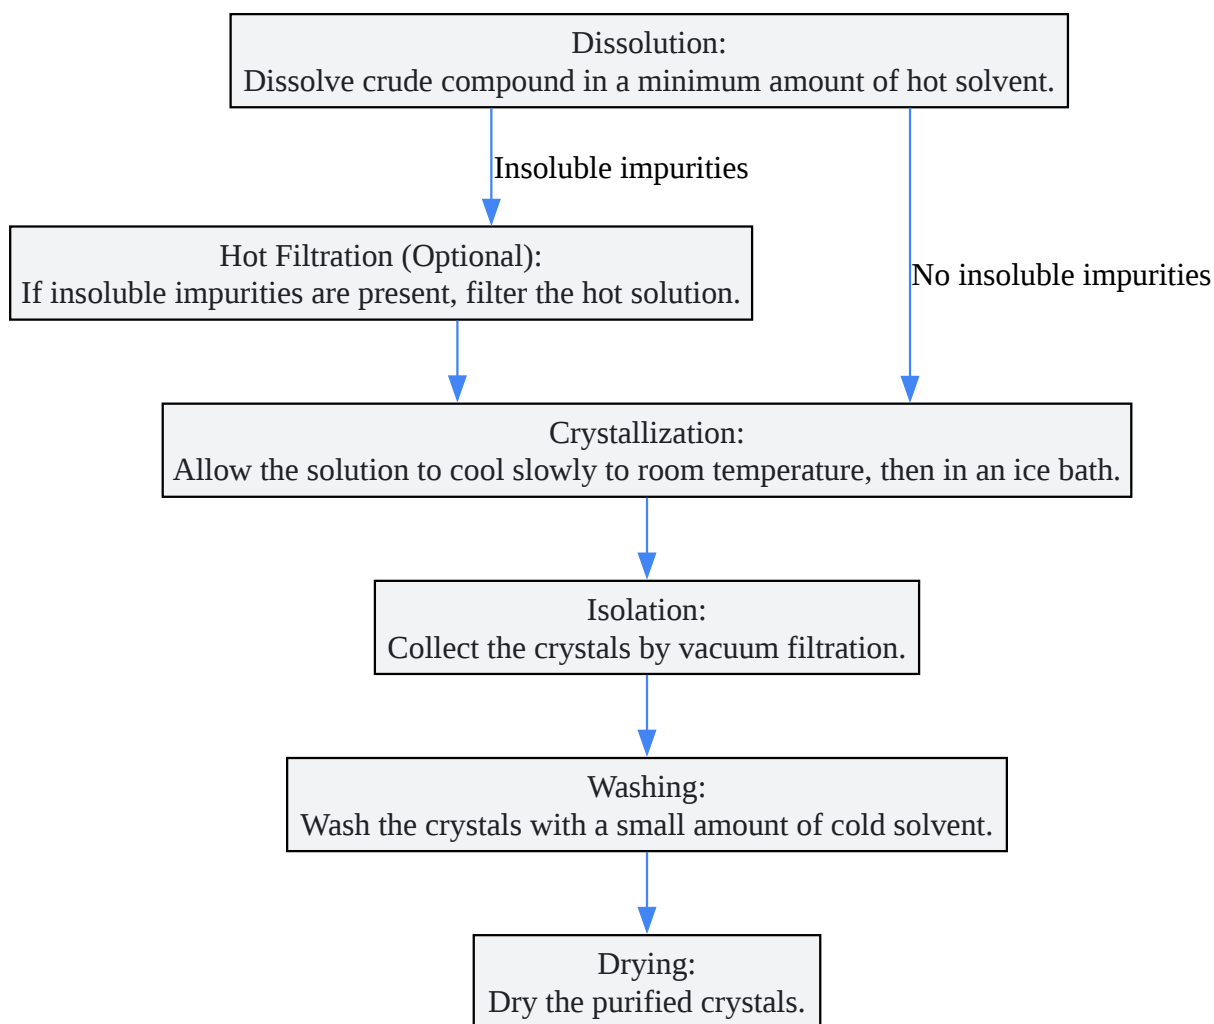 Dissolution:
Dissolve crude compound in a minimum amount of hot solvent.
Insoluble impurities
Hot Filtration (Optional):
If insoluble impurities are present, filter the hot solution.
No insoluble impurities
Crystallization:
Allow the solution to cool slowly to room temperature, then in an ice bath.
Isolation:
Collect the crystals by vacuum filtration.
Washing:
Wash the crystals with a small amount of cold solvent.
Drying:
Dry the purified crystals.